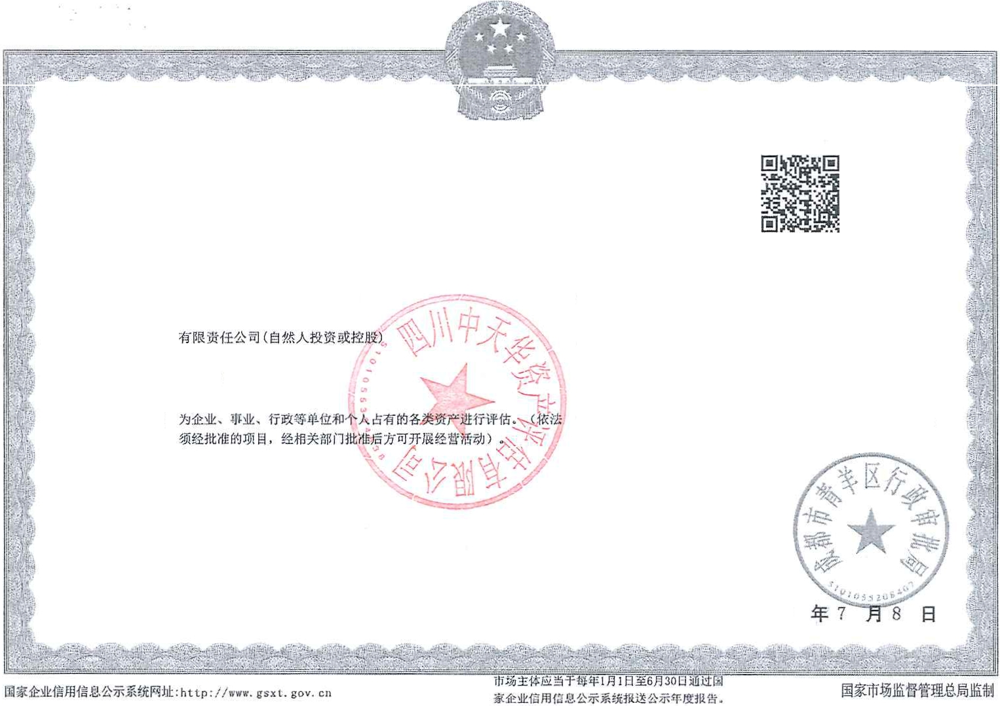 有限责任公司(自然人投资或控股)
四川中天华资产评估有限公司
为企业、事业、行政等单位和个人占有的各类资产进行评估。（依法
须经批准的项目，经相关部门批准后方可开展经营活动）。
成都市青羊区行政审批局
5101055208407
年 7 月 8 日
国家企业信用信息公示系统网址:http://www.gsxt.gov.cn
市场主体应当于每年1月1日至6月30日通过国
家企业信用信息公示系统报送公示年度报告。
国家市场监督管理总局监制